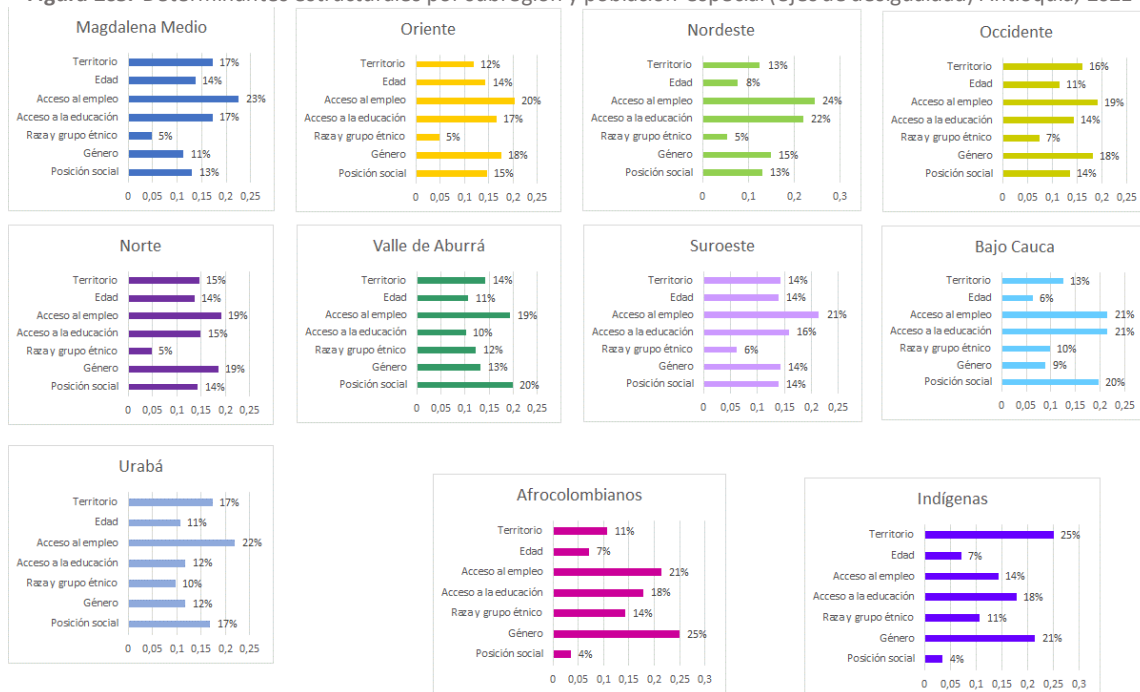 Magdalena Medio
Territorio 17%
Edad 14%
Acceso al empleo 23%
Acceso a la educación 17%
Raza y grupo étnico 5%
Género 11%
Posición social 13%
0 0,05 0,1 0,15 0,2 0,25
Oriente
Territorio 12%
Edad 14%
Acceso al empleo 20%
Acceso a la educación 17%
Raza y grupo étnico 5%
Género 18%
Posición social 15%
0 0,05 0,1 0,15 0,2 0,25
Nordeste
Territorio 13%
Edad 8%
Acceso al empleo 24%
Acceso a la educación 22%
Raza y grupo étnico 5%
Género 15%
Posición social 13%
0 0,1 0,2 0,3
Occidente
Territorio 16%
Edad 11%
Acceso al empleo 19%
Acceso a la educación 14%
Raza y grupo étnico 7%
Género 18%
Posición social 14%
0 0,05 0,1 0,15 0,2 0,25
Norte
Territorio 15%
Edad 14%
Acceso al empleo 19%
Acceso a la educación 15%
Raza y grupo étnico 5%
Género 19%
Posición social 14%
0 0,05 0,1 0,15 0,2 0,25
Valle de Aburrá
Territorio 14%
Edad 11%
Acceso al empleo 19%
Acceso a la educación 10%
Raza y grupo étnico 12%
Género 13%
Posición social 20%
0 0,05 0,1 0,15 0,2 0,25
Suroeste
Territorio 14%
Edad 14%
Acceso al empleo 21%
Acceso a la educación 16%
Raza y grupo étnico 6%
Género 14%
Posición social 14%
0 0,05 0,1 0,15 0,2 0,25
Bajo Cauca
Territorio 13%
Edad 6%
Acceso al empleo 21%
Acceso a la educación 21%
Raza y grupo étnico 10%
Género 9%
Posición social 20%
0 0,05 0,1 0,15 0,2 0,25
Urabá
Territorio 17%
Edad 11%
Acceso al empleo 22%
Acceso a la educación 12%
Raza y grupo étnico 10%
Género 12%
Posición social 17%
0 0,05 0,1 0,15 0,2 0,25
Afrocolombianos
Territorio 11%
Edad 7%
Acceso al empleo 21%
Acceso a la educación 18%
Raza y grupo étnico 14%
Género 25%
Posición social 4%
0 0,05 0,1 0,15 0,2 0,25 0,3
Indígenas
Territorio 25%
Edad 7%
Acceso al empleo 14%
Acceso a la educación 18%
Raza y grupo étnico 11%
Género 21%
Posición social 4%
0 0,05 0,1 0,15 0,2 0,25 0,3